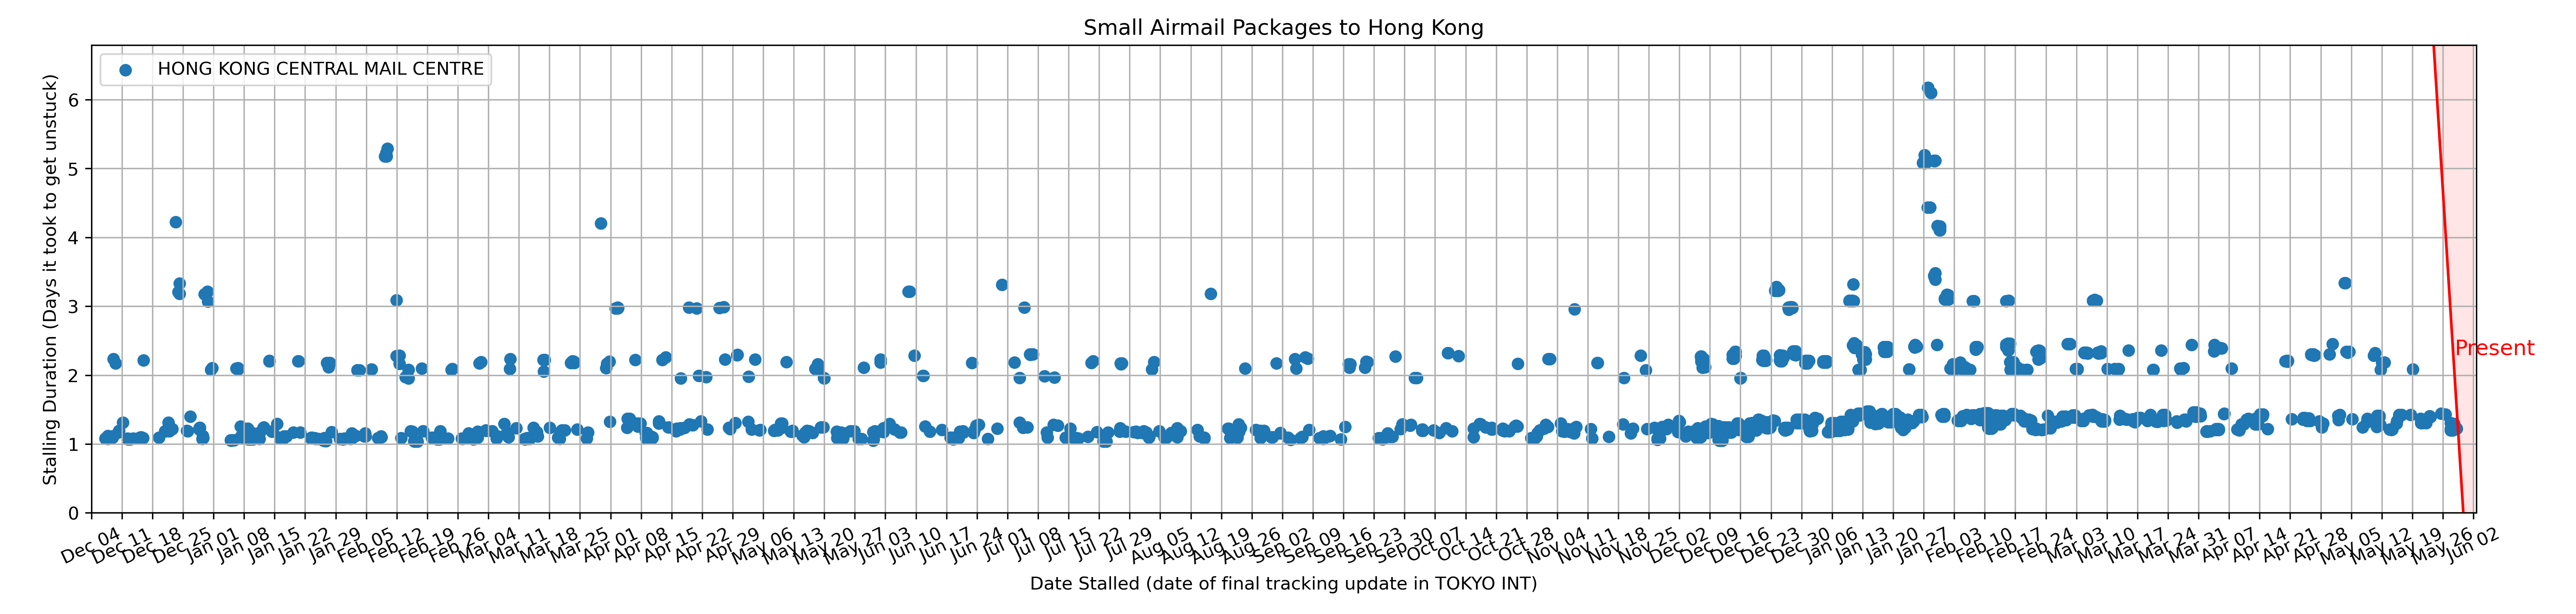 Small Airmail Packages to Hong Kong
HONG KONG CENTRAL MAIL CENTRE
Stalling Duration (Days it took to get unstuck)
6
5
4
3
2
1
0
Present
Dec 04
Dec 11
Dec 18
Dec 25
Jan 01
Jan 08
Jan 15
Jan 22
Jan 29
Feb 05
Feb 12
Feb 19
Feb 26
Mar 04
Mar 11
Mar 18
Mar 25
Apr 01
Apr 08
Apr 15
Apr 22
Apr 29
May 06
May 13
May 20
May 27
Jun 03
Jun 10
Jun 17
Jun 24
Jul 01
Jul 08
Jul 15
Jul 22
Jul 29
Aug 05
Aug 12
Aug 19
Aug 26
Sep 02
Sep 09
Sep 16
Sep 23
Sep 30
Oct 07
Oct 14
Oct 21
Oct 28
Nov 04
Nov 11
Nov 18
Nov 25
Dec 02
Dec 09
Dec 16
Dec 23
Dec 30
Jan 06
Jan 13
Jan 20
Jan 27
Feb 03
Feb 10
Feb 17
Feb 24
Mar 03
Mar 10
Mar 17
Mar 24
Mar 31
Apr 07
Apr 14
Apr 21
Apr 28
May 05
May 12
May 19
May 26
Jun 02
Date Stalled (date of final tracking update in TOKYO INT)